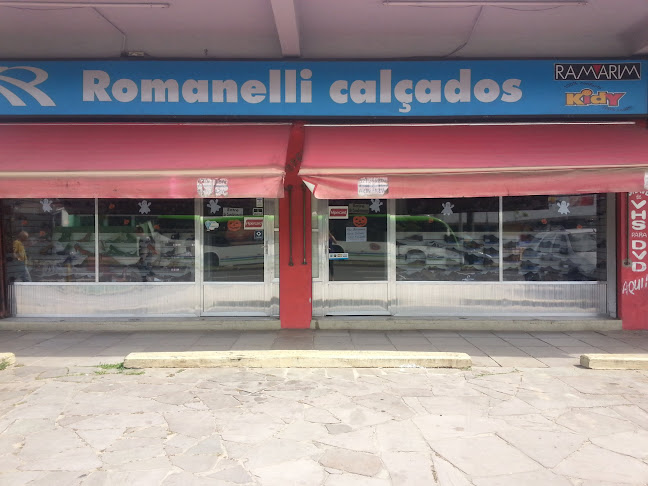 Romanelli calçados
RAMARIM
KidY
VHS
PARA
DVD
AQUI